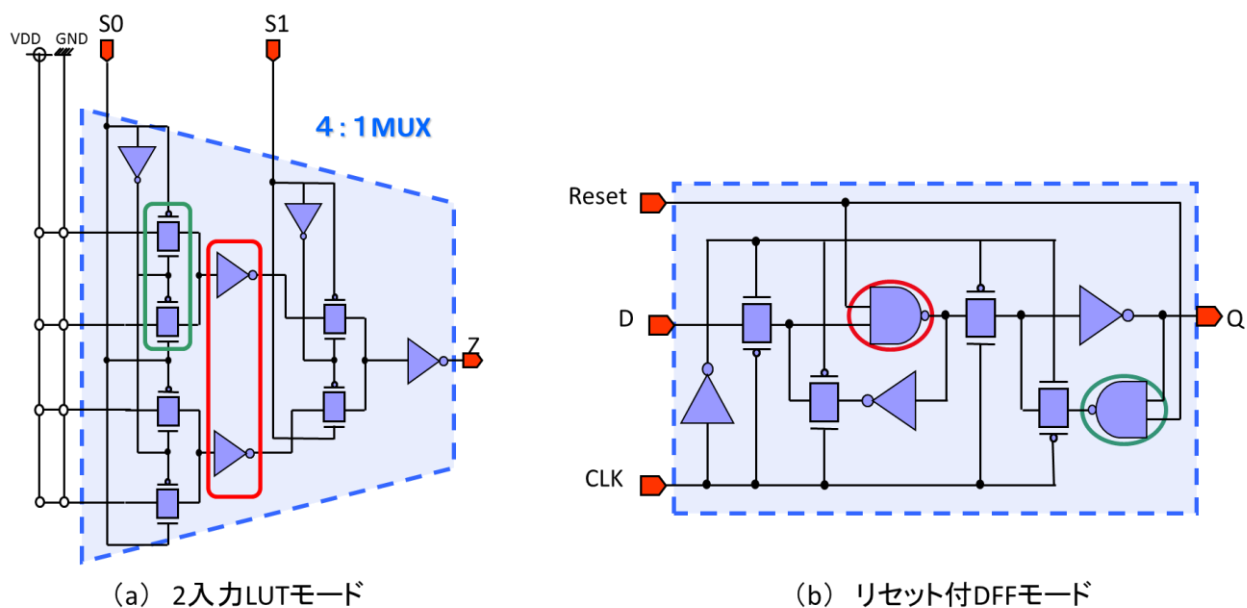 VDD GND S0 S1
4:1MUX
Z
(a) 2入力LUTモード
Reset
D
Q
CLK
(b) リセット付DFFモード